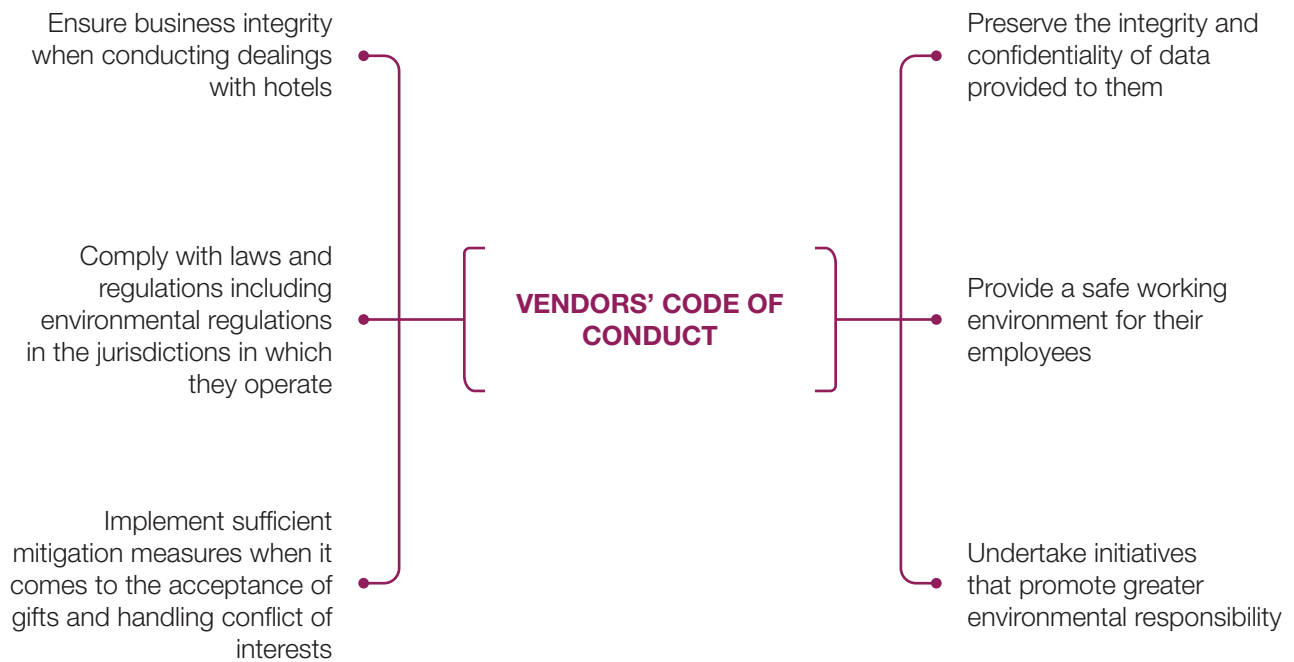 Ensure business integrity
when conducting dealings
with hotels
Comply with laws and
regulations including
environmental regulations
in the jurisdictions in which
they operate
Implement sufficient
mitigation measures when it
comes to the acceptance of
gifts and handling conflict of
interests
VENDORS’ CODE OF
CONDUCT
Preserve the integrity and
confidentiality of data
provided to them
Provide a safe working
environment for their
employees
Undertake initiatives
that promote greater
environmental responsibility